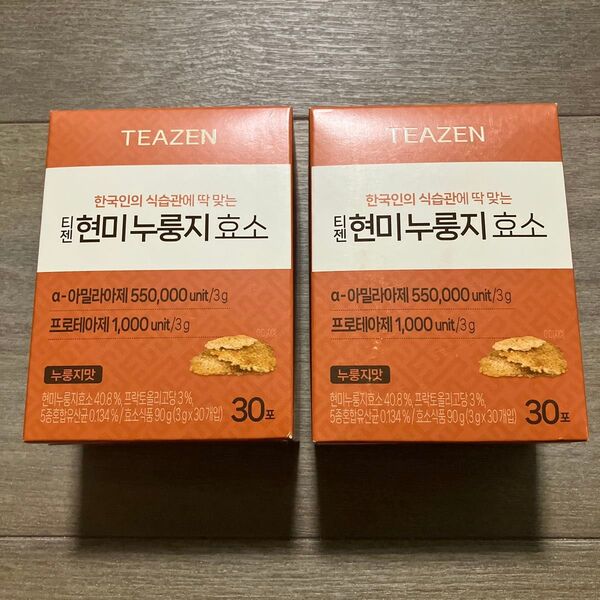 TEAZEN
한국인의 식습관에 딱 맞는
티젠 현미누룽지 효소
α-아밀라아제 550,000 unit/3g
프로테아제 1,000 unit/3g
누룽지맛
현미누룽지효소 40.8%, 프락토올리고당 3%,
5종혼합유산균 0.134% / 효소식품 90g (3g x 30개입)
30포
TEAZEN
한국인의 식습관에 딱 맞는
티젠 현미누룽지 효소
α-아밀라아제 550,000 unit/3g
프로테아제 1,000 unit/3g
누룽지맛
현미누룽지효소 40.8%, 프락토올리고당 3%,
5종혼합유산균 0.134% / 효소식품 90g (3g x 30개입)
30포